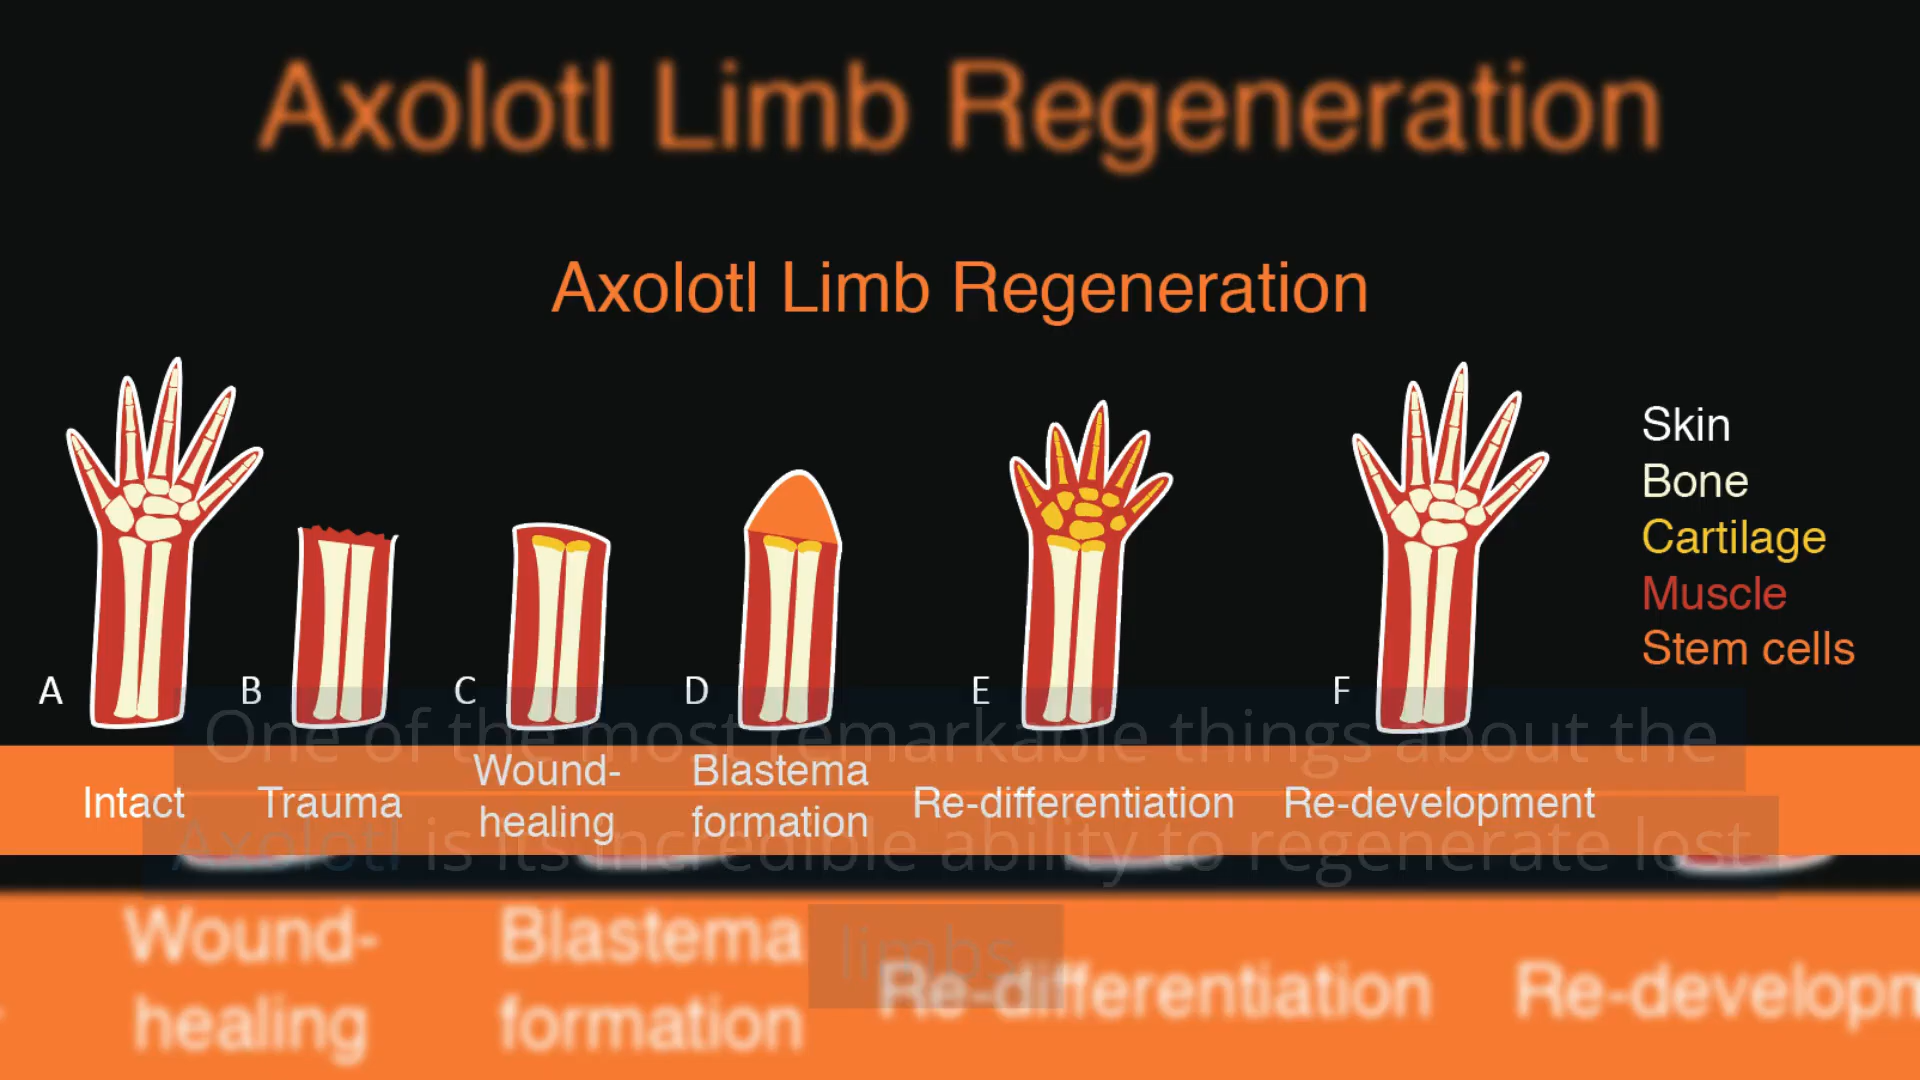 Axolotl Limb Regeneration
Axolotl Limb Regeneration
Skin
Bone
Cartilage
Muscle
Stem cells
A
B
C
D
E
F
One of the most remarkable things about the
Intact
Trauma
Wound-
healing
Blastema
formation
Re-differentiation
Re-development
Axolotl is its incredible ability to regenerate lost
limbs.
Wound-
healing
Blastema
formation
Re-differentiation
Re-developm